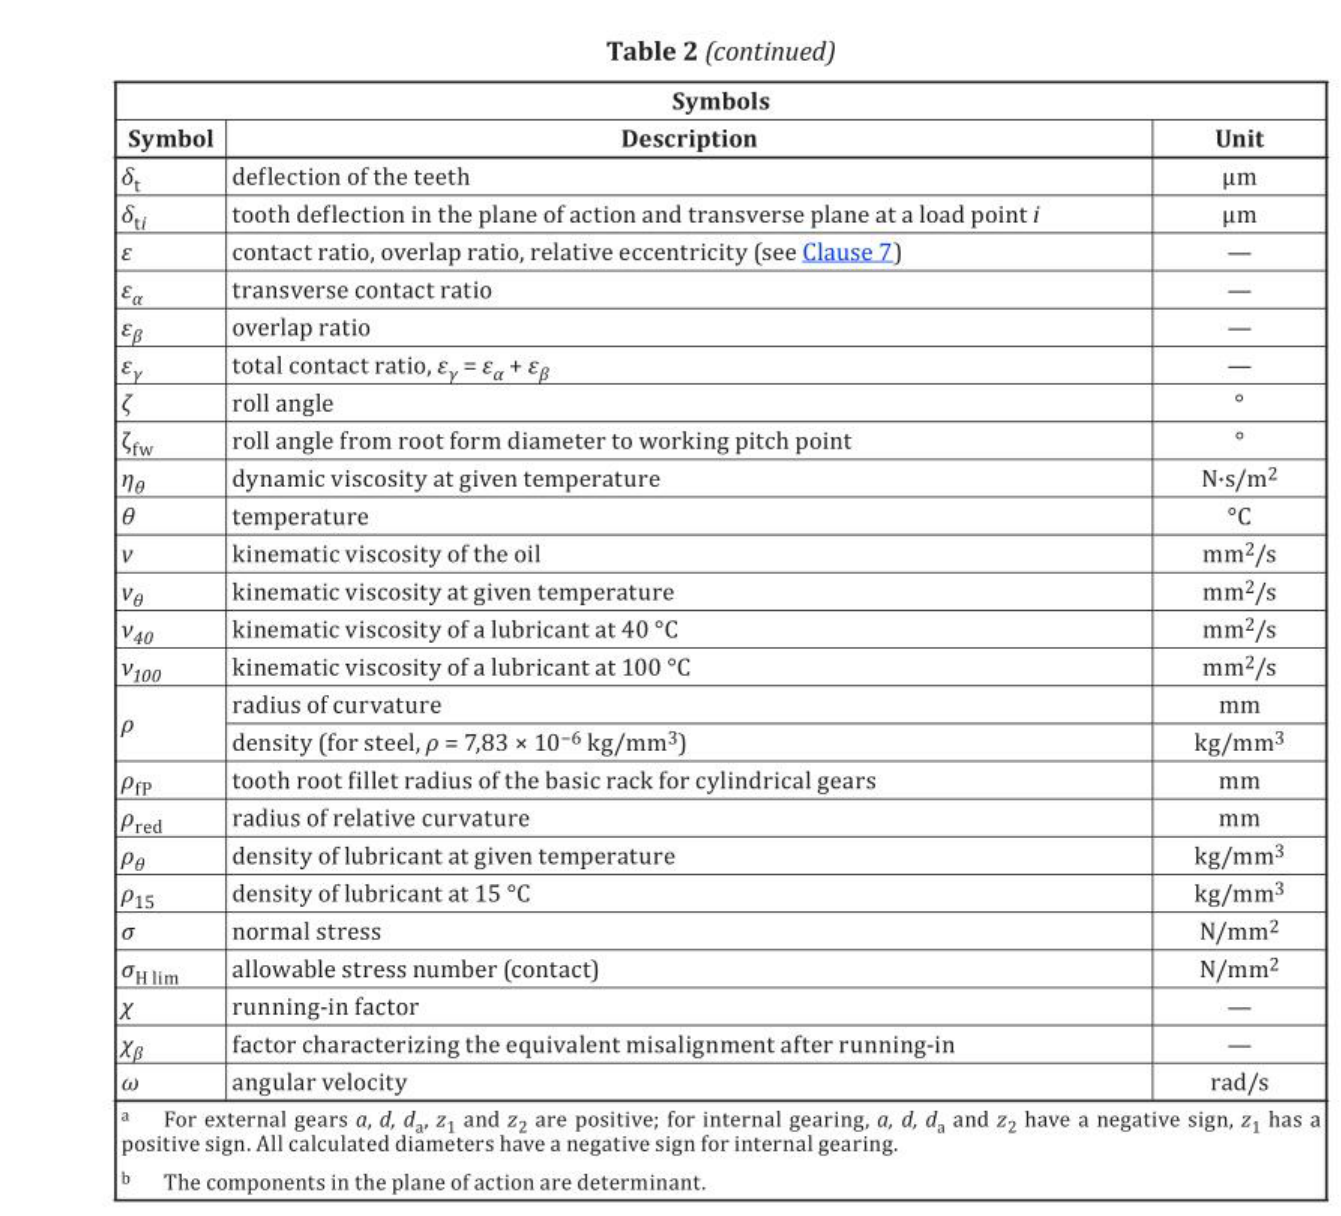 Table 2 (continued)
Symbols
Symbol Description Unit
δt deflection of the teeth µm
δti tooth deflection in the plane of action and transverse plane at a load point i µm
ε contact ratio, overlap ratio, relative eccentricity (see Clause 7) —
εα transverse contact ratio —
εβ overlap ratio —
εγ total contact ratio, εγ = εα + εβ —
ζ roll angle °
ζfw roll angle from root form diameter to working pitch point °
ηθ dynamic viscosity at given temperature N·s/m²
θ temperature °C
ν kinematic viscosity of the oil mm²/s
νθ kinematic viscosity at given temperature mm²/s
ν40 kinematic viscosity of a lubricant at 40 °C mm²/s
ν100 kinematic viscosity of a lubricant at 100 °C mm²/s
ρ radius of curvature mm
density (for steel, ρ = 7,83 × 10⁻⁶ kg/mm³) kg/mm³
ρfP tooth root fillet radius of the basic rack for cylindrical gears mm
ρred radius of relative curvature mm
ρθ density of lubricant at given temperature kg/mm³
ρ15 density of lubricant at 15 °C kg/mm³
σ normal stress N/mm²
σH lim allowable stress number (contact) N/mm²
χ running-in factor —
χβ factor characterizing the equivalent misalignment after running-in —
ω angular velocity rad/s
a For external gears a, d, da, z1 and z2 are positive; for internal gearing, a, d, da and z2 have a negative sign, z1 has a
positive sign. All calculated diameters have a negative sign for internal gearing.
b The components in the plane of action are determinant.